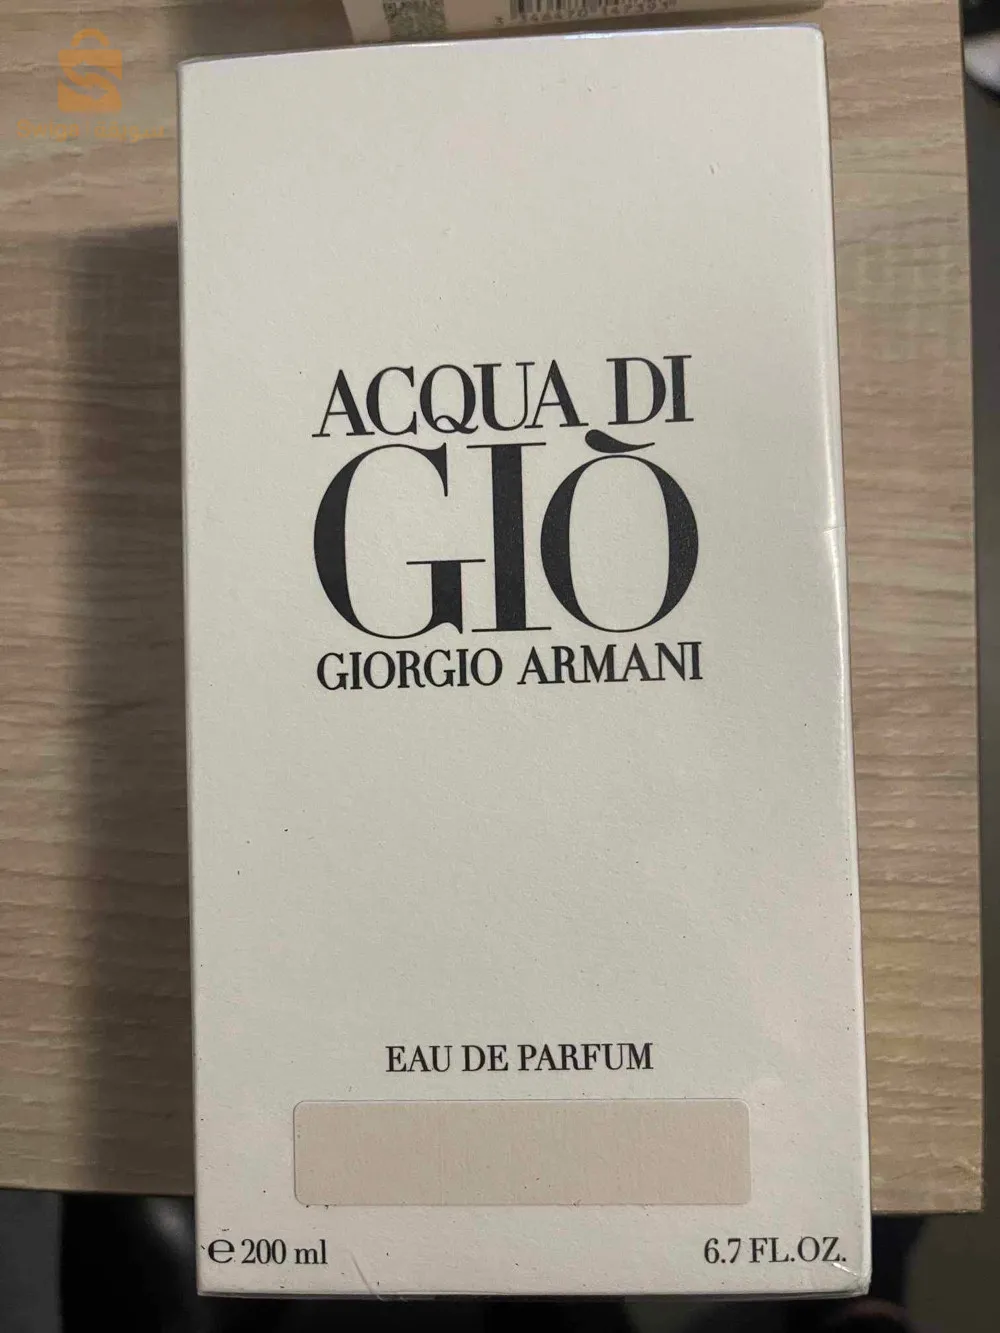 ACQUA DI
GIÒ
GIORGIO ARMANI
EAU DE PARFUM
℮ 200 ml
6.7 FL.OZ.